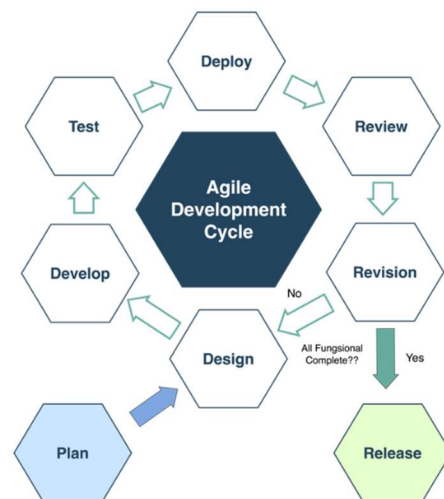 Deploy
Test
Review
Agile
Development
Cycle
Develop
Revision
No
Design
All Fungsional
Complete??
Yes
Plan
Release